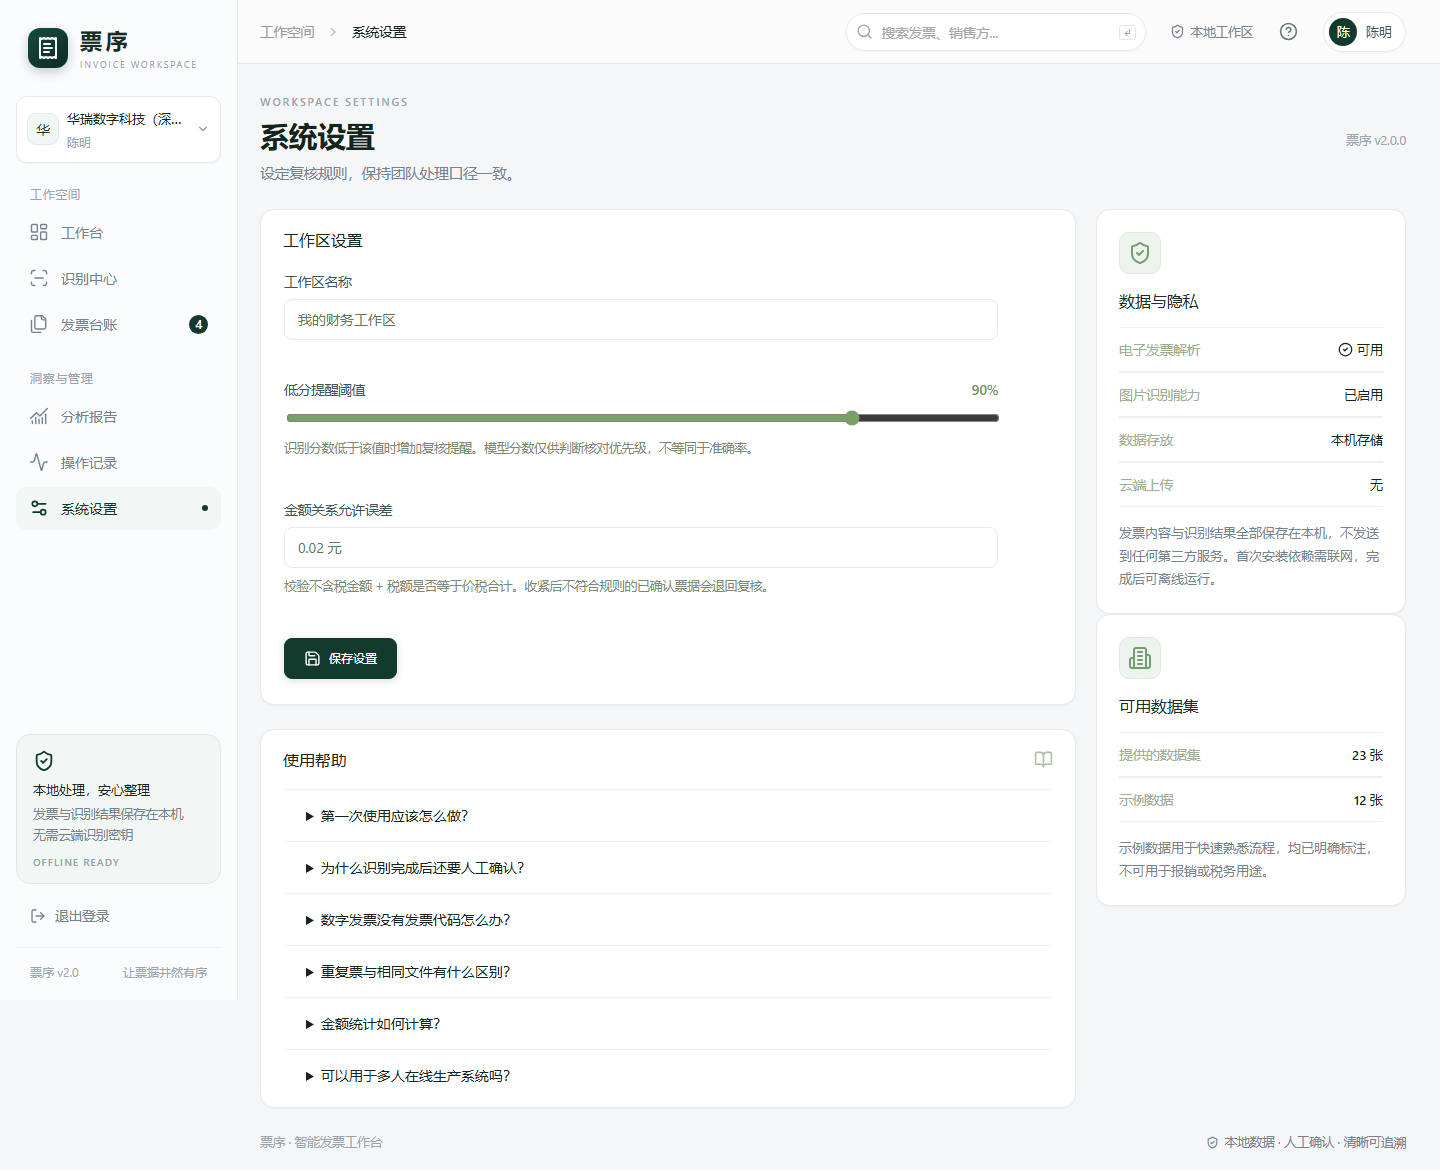 票序
INVOICE WORKSPACE
华
华瑞数字科技（深...
陈明
工作空间
工作台
识别中心
发票台账
4
洞察与管理
分析报告
操作记录
系统设置
本地处理，安心整理
发票与识别结果保存在本机
无需云端识别密钥
OFFLINE READY
退出登录
票序 v2.0
让票据井然有序
工作空间
系统设置
搜索发票、销售方...
本地工作区
陈
陈明
WORKSPACE SETTINGS
系统设置
设定复核规则，保持团队处理口径一致。
票序 v2.0.0
工作区设置
工作区名称
我的财务工作区
低分提醒阈值
90%
识别分数低于该值时增加复核提醒。模型分数仅供判断核对优先级，不等同于准确率。
金额关系允许误差
0.02 元
校验不含税金额 + 税额是否等于价税合计。收紧后不符合规则的已确认票据会退回复核。
保存设置
使用帮助
第一次使用应该怎么做？
为什么识别完成后还要人工确认？
数字发票没有发票代码怎么办？
重复票与相同文件有什么区别？
金额统计如何计算？
可以用于多人在线生产系统吗？
数据与隐私
电子发票解析
可用
图片识别能力
已启用
数据存放
本机存储
云端上传
无
发票内容与识别结果全部保存在本机，不发送
到任何第三方服务。首次安装依赖需联网，完
成后可离线运行。
可用数据集
提供的数据集
23 张
示例数据
12 张
示例数据用于快速熟悉流程，均已明确标注，
不可用于报销或税务用途。
票序 · 智能发票工作台
本地数据 · 人工确认 · 清晰可追溯